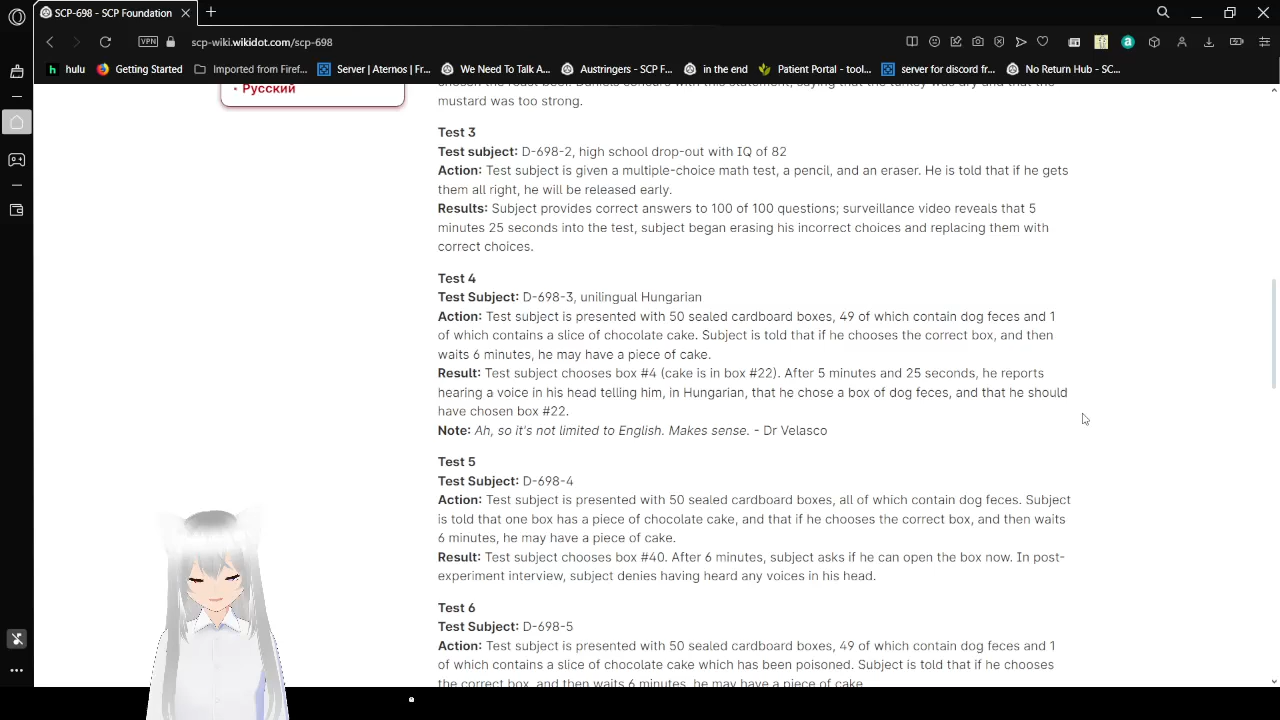 SCP-698 - SCP Foundation
scp-wiki.wikidot.com/scp-698
VPN
hulu
Getting Started
Imported from Firef...
Server | Aternos | Fr...
We Need To Talk A...
Austringers - SCP F...
in the end
Patient Portal - tool...
server for discord fr...
No Return Hub - SC...
Русский
mustard was too strong.
Test 3
Test subject: D-698-2, high school drop-out with IQ of 82
Action: Test subject is given a multiple-choice math test, a pencil, and an eraser. He is told that if he gets
them all right, he will be released early.
Results: Subject provides correct answers to 100 of 100 questions; surveillance video reveals that 5
minutes 25 seconds into the test, subject began erasing his incorrect choices and replacing them with
correct choices.
Test 4
Test Subject: D-698-3, unilingual Hungarian
Action: Test subject is presented with 50 sealed cardboard boxes, 49 of which contain dog feces and 1
of which contains a slice of chocolate cake. Subject is told that if he chooses the correct box, and then
waits 6 minutes, he may have a piece of cake.
Result: Test subject chooses box #4 (cake is in box #22). After 5 minutes and 25 seconds, he reports
hearing a voice in his head telling him, in Hungarian, that he chose a box of dog feces, and that he should
have chosen box #22.
Note: Ah, so it's not limited to English. Makes sense. - Dr Velasco
Test 5
Test Subject: D-698-4
Action: Test subject is presented with 50 sealed cardboard boxes, all of which contain dog feces. Subject
is told that one box has a piece of chocolate cake, and that if he chooses the correct box, and then waits
6 minutes, he may have a piece of cake.
Result: Test subject chooses box #40. After 6 minutes, subject asks if he can open the box now. In post-
experiment interview, subject denies having heard any voices in his head.
Test 6
Test Subject: D-698-5
Action: Test subject is presented with 50 sealed cardboard boxes, 49 of which contain dog feces and 1
of which contains a slice of chocolate cake which has been poisoned. Subject is told that if he chooses
the correct box, and then waits 6 minutes, he may have a piece of cake.